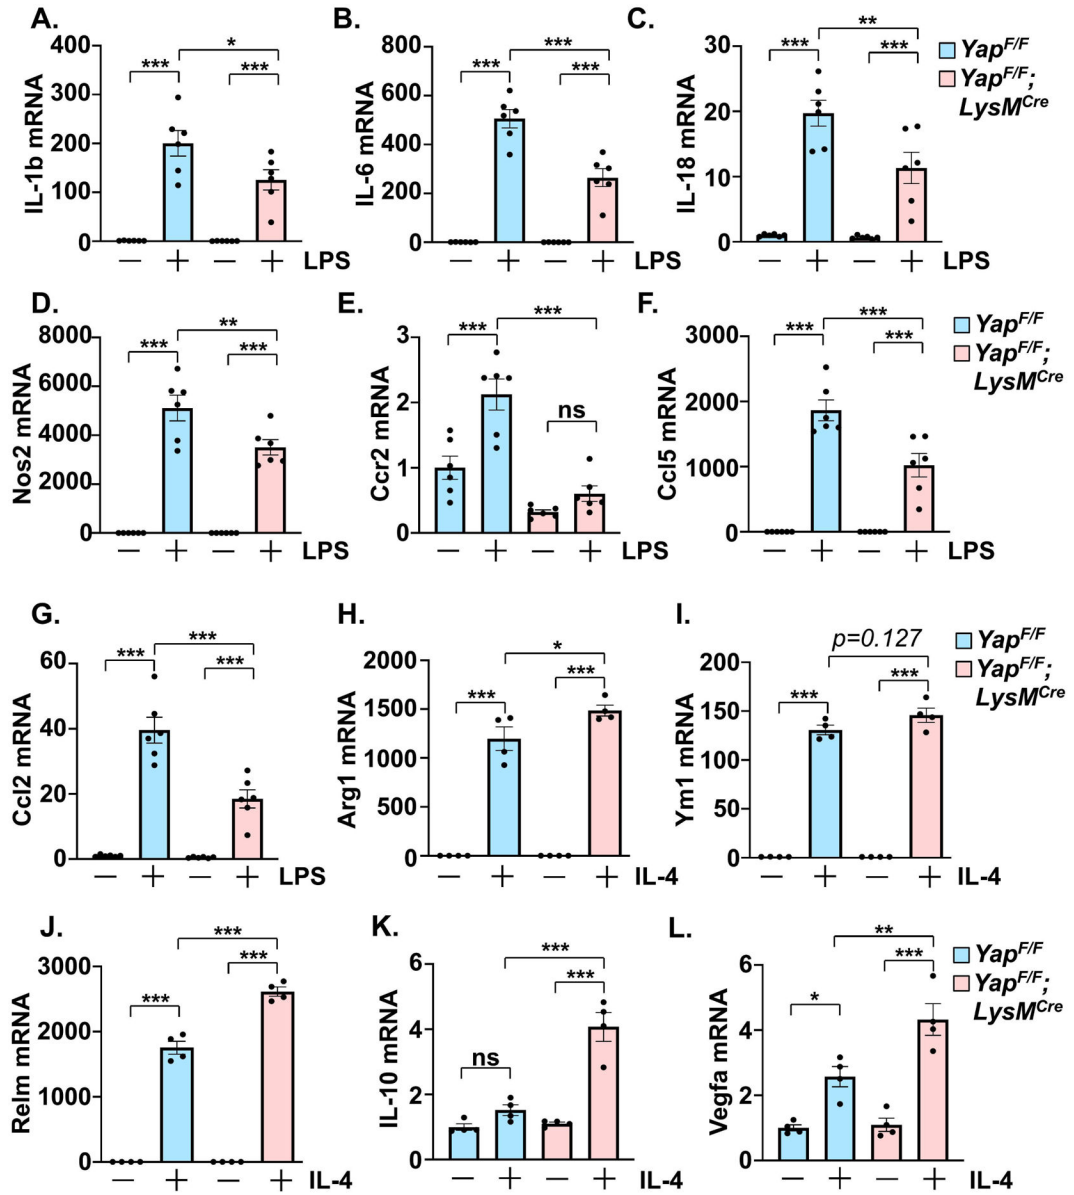 A.
IL-1b mRNA
400
300
200
100
0
***
*
***
— + — + LPS
B.
IL-6 mRNA
800
600
400
200
0
***
***
***
— + — + LPS
C.
IL-18 mRNA
30
20
10
0
***
**
***
— + — + LPS
Yap^F/F
Yap^F/F;
LysM^Cre
D.
Nos2 mRNA
8000
6000
4000
2000
0
***
**
***
— + — + LPS
E.
Ccr2 mRNA
3
2
1
0
***
***
ns
— + — + LPS
F.
Ccl5 mRNA
3000
2000
1000
0
***
***
***
— + — + LPS
Yap^F/F
Yap^F/F;
LysM^Cre
G.
Ccl2 mRNA
60
40
20
0
***
***
***
— + — + LPS
H.
Arg1 mRNA
2000
1500
1000
500
0
***
*
***
— + — + IL-4
I.
Ym1 mRNA
200
150
100
50
0
***
p=0.127
***
— + — + IL-4
Yap^F/F
Yap^F/F;
LysM^Cre
J.
Relm mRNA
3000
2000
1000
0
***
***
***
— + — + IL-4
K.
IL-10 mRNA
6
4
2
0
ns
***
***
— + — + IL-4
L.
Vegfa mRNA
6
4
2
0
*
**
***
— + — + IL-4
Yap^F/F
Yap^F/F;
LysM^Cre